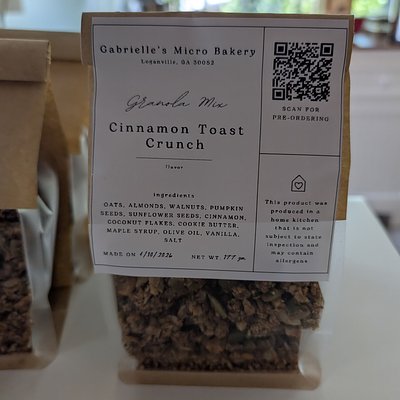 Gabrielle's Micro Bakery
Loganville, GA 30052
Granola Mix
Cinnamon Toast
Crunch
flavor
Ingredients
OATS, ALMONDS, WALNUTS, PUMPKIN
SEEDS, SUNFLOWER SEEDS, CINNAMON,
COCONUT FLAKES, COOKIE BUTTER,
MAPLE SYRUP, OLIVE OIL, VANILLA,
SALT
MADE ON 1/10/2026
NET WT. 177 gr.
SCAN FOR
PRE-ORDERING
This product was
produced in a
home kitchen
that is not
subject to state
inspection and
may contain
allergens